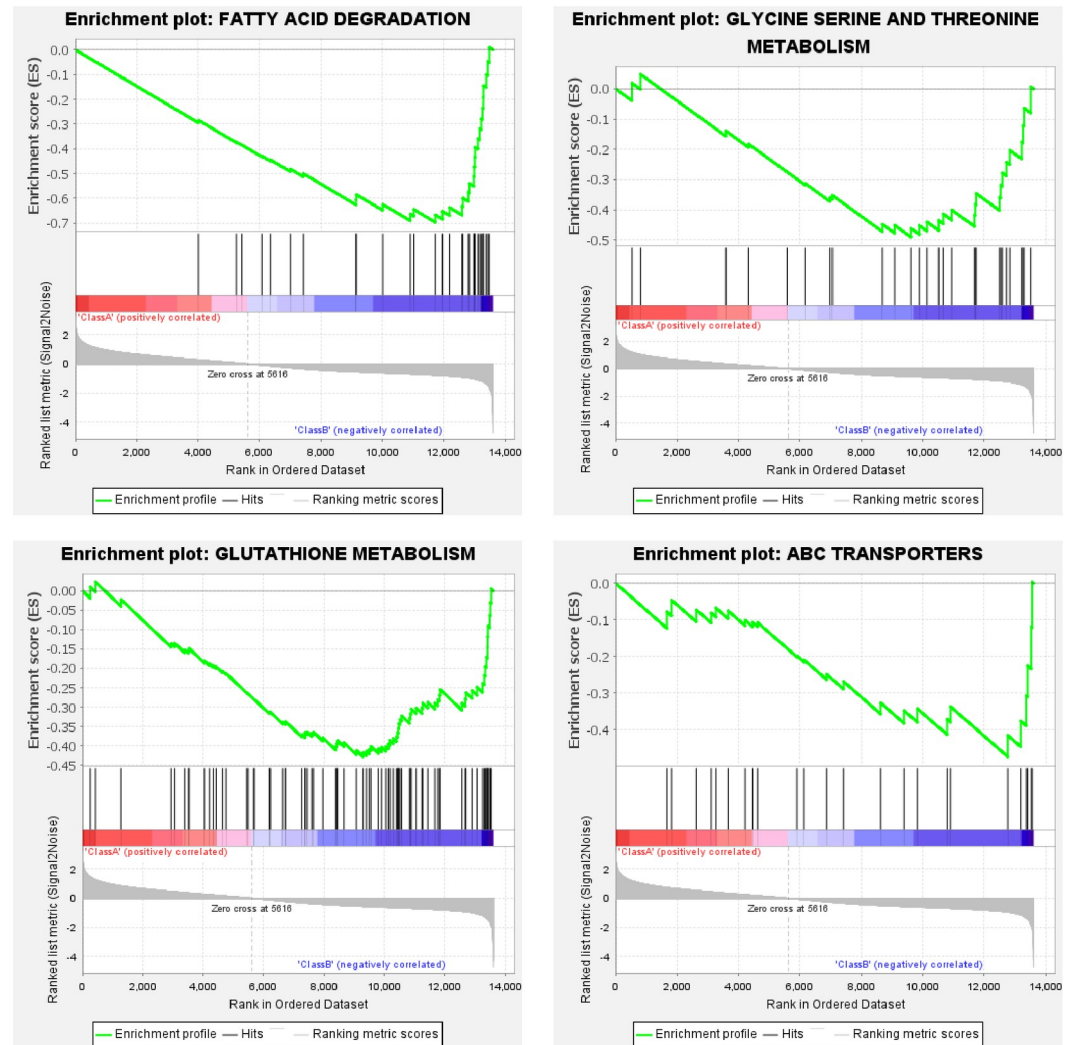 Enrichment plot: FATTY ACID DEGRADATION
Enrichment score (ES)
0.0
-0.1
-0.2
-0.3
-0.4
-0.5
-0.6
-0.7
'ClassA' (positively correlated)
Ranked list metric (Signal2Noise)
2
0
-2
-4
Zero cross at 5616
'ClassB' (negatively correlated)
0 2,000 4,000 6,000 8,000 10,000 12,000 14,000
Rank in Ordered Dataset
Enrichment profile Hits Ranking metric scores
Enrichment plot: GLYCINE SERINE AND THREONINE
METABOLISM
Enrichment score (ES)
0.0
-0.1
-0.2
-0.3
-0.4
-0.5
'ClassA' (positively correlated)
Ranked list metric (Signal2Noise)
2
0
-2
-4
Zero cross at 5616
'ClassB' (negatively correlated)
0 2,000 4,000 6,000 8,000 10,000 12,000 14,000
Rank in Ordered Dataset
Enrichment profile Hits Ranking metric scores
Enrichment plot: GLUTATHIONE METABOLISM
Enrichment score (ES)
0.00
-0.05
-0.10
-0.15
-0.20
-0.25
-0.30
-0.35
-0.40
-0.45
'ClassA' (positively correlated)
Ranked list metric (Signal2Noise)
2
0
-2
-4
Zero cross at 5616
'ClassB' (negatively correlated)
0 2,000 4,000 6,000 8,000 10,000 12,000 14,000
Rank in Ordered Dataset
Enrichment profile Hits Ranking metric scores
Enrichment plot: ABC TRANSPORTERS
Enrichment score (ES)
0.0
-0.1
-0.2
-0.3
-0.4
'ClassA' (positively correlated)
Ranked list metric (Signal2Noise)
2
0
-2
-4
Zero cross at 5616
'ClassB' (negatively correlated)
0 2,000 4,000 6,000 8,000 10,000 12,000 14,000
Rank in Ordered Dataset
Enrichment profile Hits Ranking metric scores